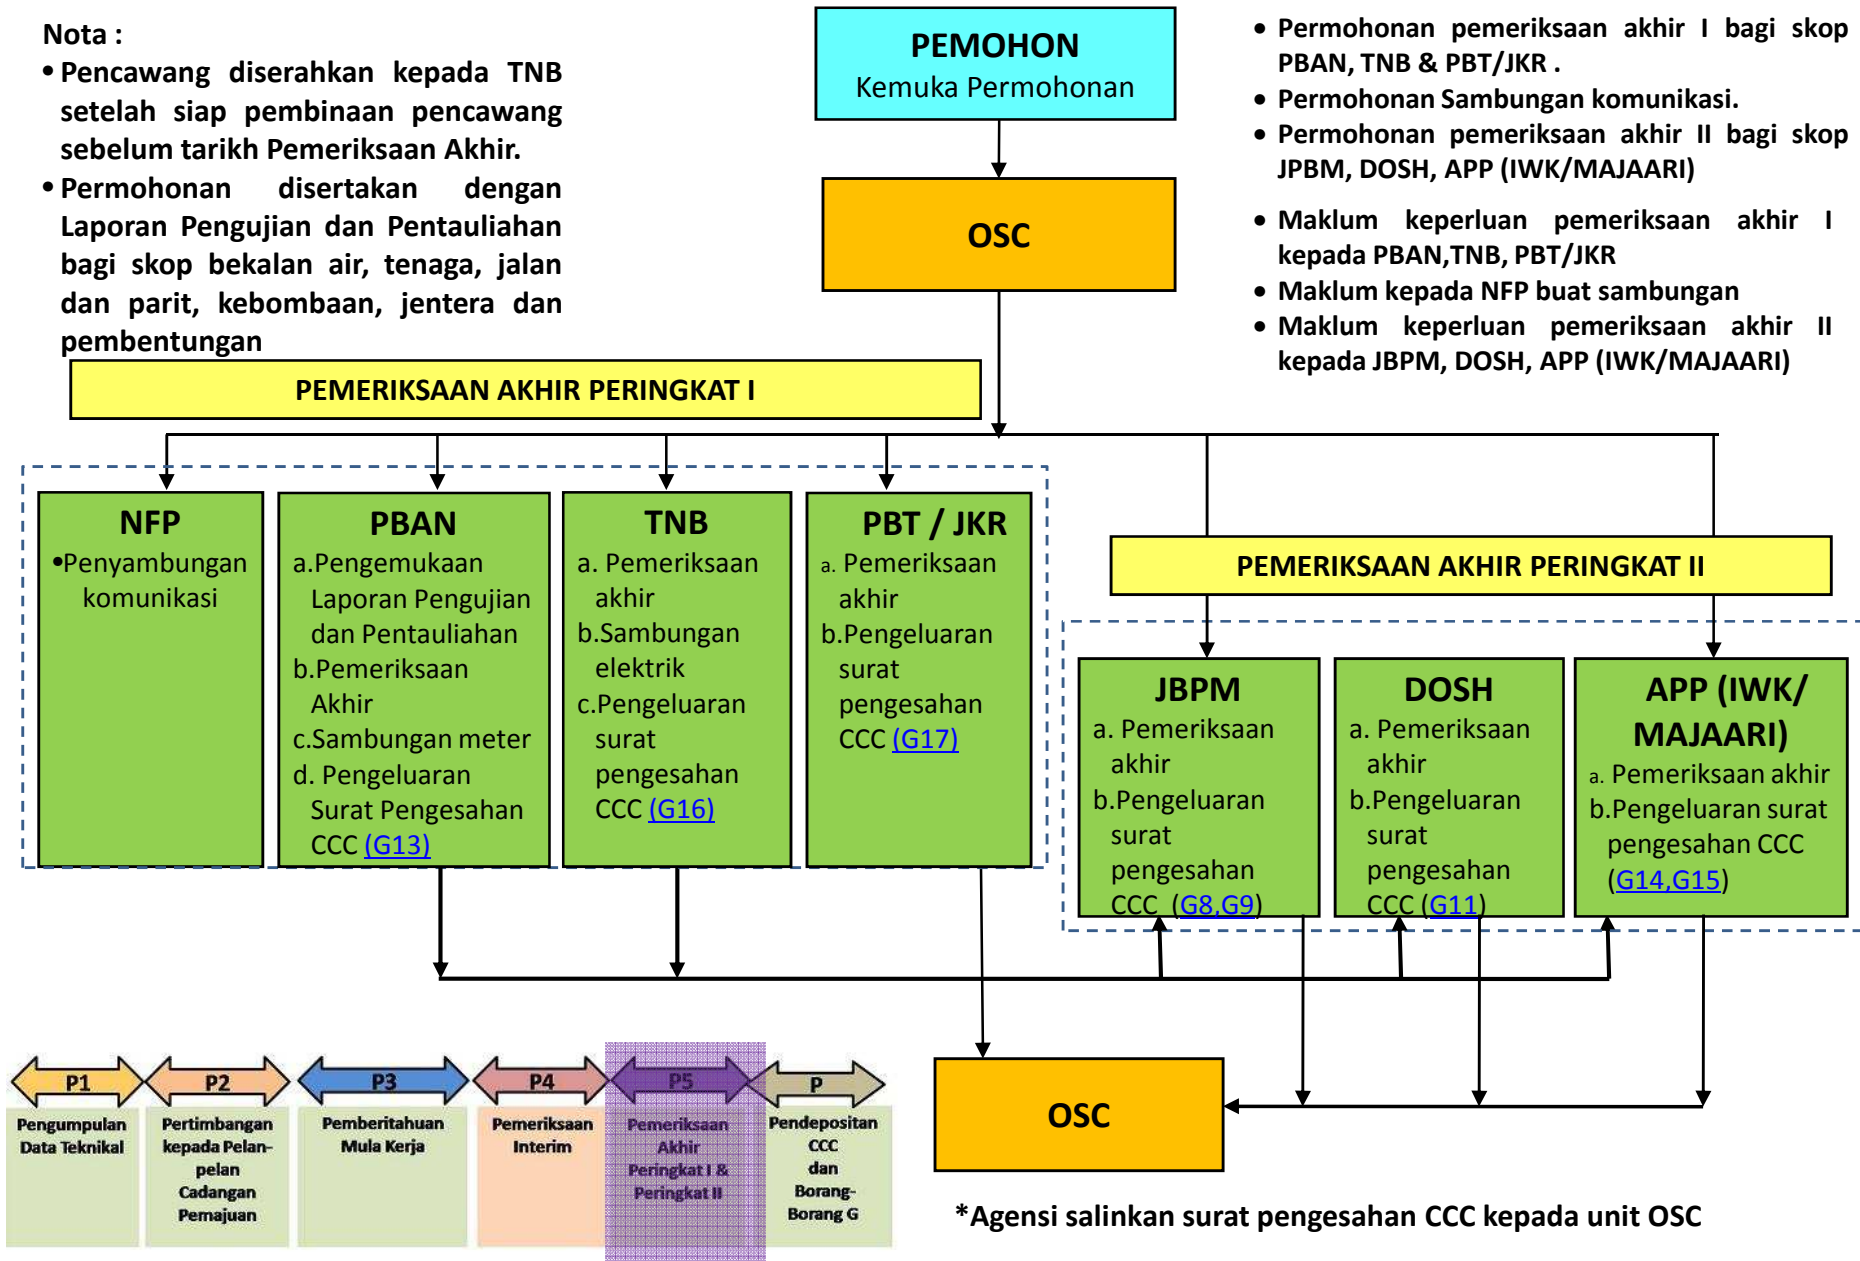 Nota :
• Pencawang diserahkan kepada TNB
setelah siap pembinaan pencawang
sebelum tarikh Pemeriksaan Akhir.
• Permohonan disertakan dengan
Laporan Pengujian dan Pentauliahan
bagi skop bekalan air, tenaga, jalan
dan parit, kebombaan, jentera dan
pembentungan
PEMOHON
Kemuka Permohonan
OSC
• Permohonan pemeriksaan akhir I bagi skop
PBAN, TNB & PBT/JKR .
• Permohonan Sambungan komunikasi.
• Permohonan pemeriksaan akhir II bagi skop
JPBM, DOSH, APP (IWK/MAJAARI)
• Maklum keperluan pemeriksaan akhir I
kepada PBAN,TNB, PBT/JKR
• Maklum kepada NFP buat sambungan
• Maklum keperluan pemeriksaan akhir II
kepada JBPM, DOSH, APP (IWK/MAJAARI)
PEMERIKSAAN AKHIR PERINGKAT I
NFP
•Penyambungan
komunikasi
PBAN
a.Pengemukaan
Laporan Pengujian
dan Pentauliahan
b.Pemeriksaan
Akhir
c.Sambungan meter
d. Pengeluaran
Surat Pengesahan
CCC (G13)
TNB
a. Pemeriksaan
akhir
b.Sambungan
elektrik
c.Pengeluaran
surat
pengesahan
CCC (G16)
PBT / JKR
a. Pemeriksaan
akhir
b.Pengeluaran
surat
pengesahan
CCC (G17)
PEMERIKSAAN AKHIR PERINGKAT II
JBPM
a. Pemeriksaan
akhir
b.Pengeluaran
surat
pengesahan
CCC (G8,G9)
DOSH
a. Pemeriksaan
akhir
b.Pengeluaran
surat
pengesahan
CCC (G11)
APP (IWK/
MAJAARI)
a. Pemeriksaan akhir
b.Pengeluaran surat
pengesahan CCC
(G14,G15)
P1
Pengumpulan
Data Teknikal
P2
Pertimbangan
kepada Pelan-
pelan
Cadangan
Pemajuan
P3
Pemberitahuan
Mula Kerja
P4
Pemeriksaan
Interim
P5
Pemeriksaan
Akhir
Peringkat I &
Peringkat II
P
Pendepositan
CCC
dan
Borang-
Borang G
OSC
*Agensi salinkan surat pengesahan CCC kepada unit OSC